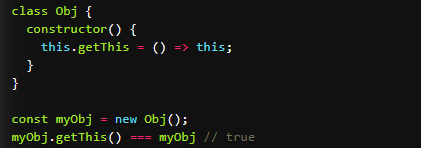 class Obj {
  constructor() {
    this.getThis = () => this;
  }
}

const myObj = new Obj();
myObj.getThis() === myObj // true